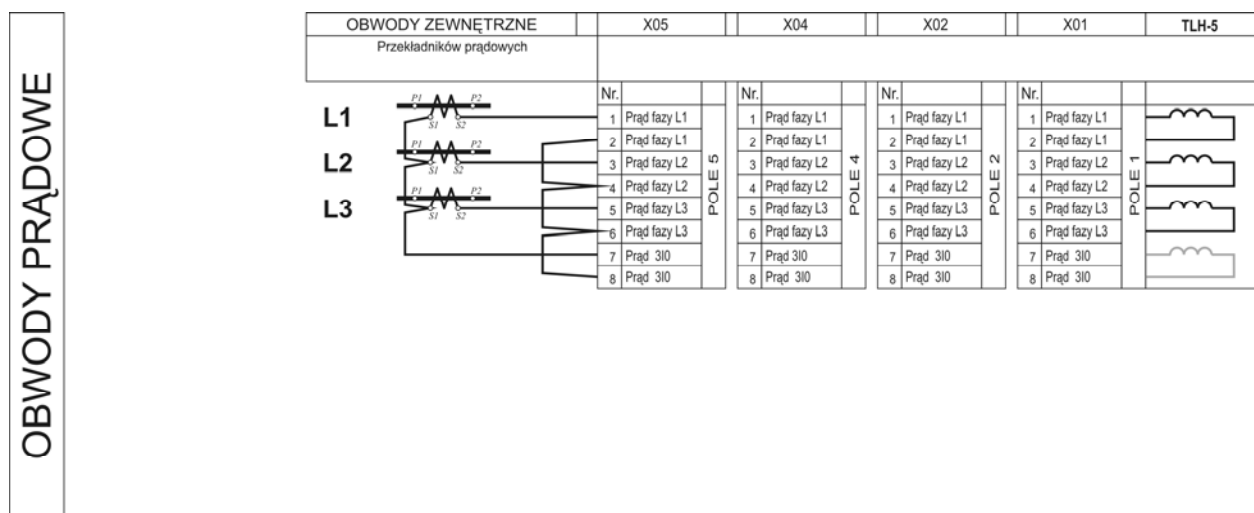 OBWODY PRĄDOWE
OBWODY ZEWNĘTRZNE X05 X04 X02 X01 TLH-5
Przekładników prądowych
Nr. Nr. Nr. Nr.
L1 P1 P2 S1 S2
L2 P1 P2 S1 S2
L3 P1 P2 S1 S2
1 Prąd fazy L1
2 Prąd fazy L1
3 Prąd fazy L2
4 Prąd fazy L2
5 Prąd fazy L3
6 Prąd fazy L3
7 Prąd 3I0
8 Prąd 3I0
POLE 5
1 Prąd fazy L1
2 Prąd fazy L1
3 Prąd fazy L2
4 Prąd fazy L2
5 Prąd fazy L3
6 Prąd fazy L3
7 Prąd 3I0
8 Prąd 3I0
POLE 4
1 Prąd fazy L1
2 Prąd fazy L1
3 Prąd fazy L2
4 Prąd fazy L2
5 Prąd fazy L3
6 Prąd fazy L3
7 Prąd 3I0
8 Prąd 3I0
POLE 2
1 Prąd fazy L1
2 Prąd fazy L1
3 Prąd fazy L2
4 Prąd fazy L2
5 Prąd fazy L3
6 Prąd fazy L3
7 Prąd 3I0
8 Prąd 3I0
POLE 1